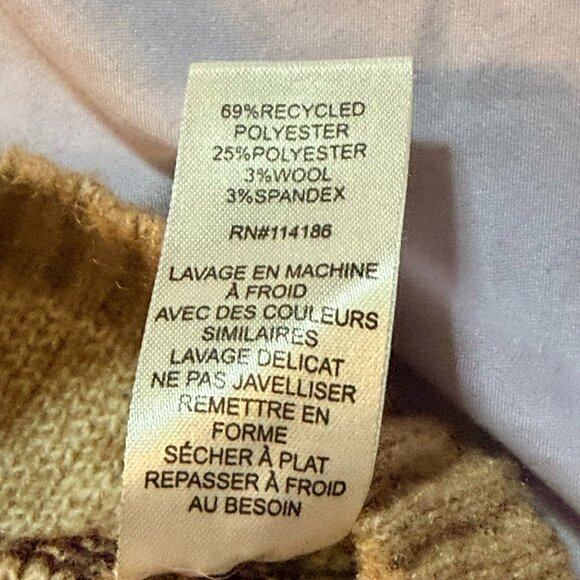 69%RECYCLED
POLYESTER
25%POLYESTER
3%WOOL
3%SPANDEX
RN#114186
LAVAGE EN MACHINE
À FROID
AVEC DES COULEURS
SIMILAIRES
LAVAGE DÉLICAT
NE PAS JAVELLISER
REMETTRE EN
FORME
SÉCHER À PLAT
REPASSER À FROID
AU BESOIN